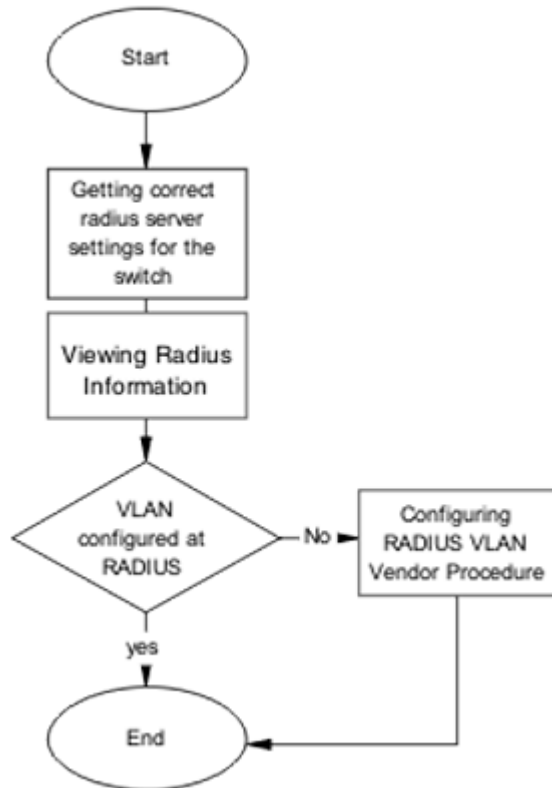 Start
Getting correct
radius server
settings for the
switch
Viewing Radius
Information
VLAN
configured at
RADIUS
No
Configuring
RADIUS VLAN
Vendor Procedure
yes
End